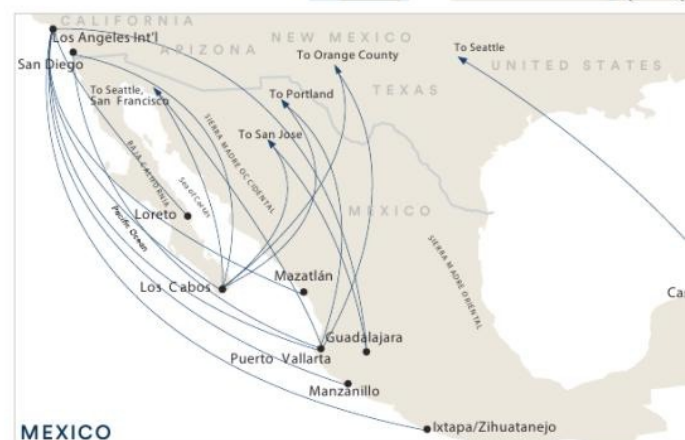 CALIFORNIA
Los Angeles Int'l
NEW MEXICO
ARIZONA
To Orange County
To Seattle
San Diego
UNITED STATES
To Seattle,
San Francisco
To Portland
TEXAS
To San Jose
SIERRA MADRE OCCIDENTAL
BAJA CALIFORNIA
Sea of Cortes
Loreto
MEXICO
Pacific Ocean
SIERRA MADRE ORIENTAL
Los Cabos
Mazatlán
Guadalajara
Puerto Vallarta
Manzanillo
Ixtapa/Zihuatanejo
MEXICO